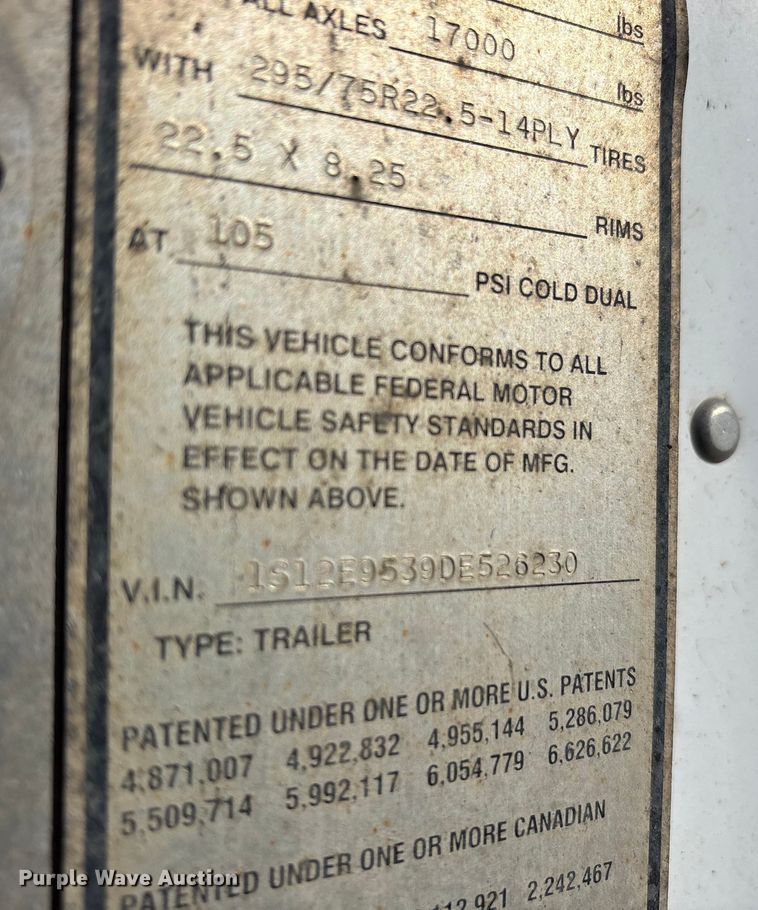 lbs
ALL AXLES 17000 lbs
WITH 295/75R22.5-14PLY TIRES
22.5 X 8.25 RIMS
AT 105 PSI COLD DUAL
THIS VEHICLE CONFORMS TO ALL
APPLICABLE FEDERAL MOTOR
VEHICLE SAFETY STANDARDS IN
EFFECT ON THE DATE OF MFG.
SHOWN ABOVE.
V.I.N. 1S12E9539DE526230
TYPE: TRAILER
PATENTED UNDER ONE OR MORE U.S. PATENTS
4,871,007 4,922,832 4,955,144 5,286,079
5,509,714 5,992,117 6,054,779 6,626,622
PATENTED UNDER ONE OR MORE CANADIAN
2,242,467
Purple Wave Auction